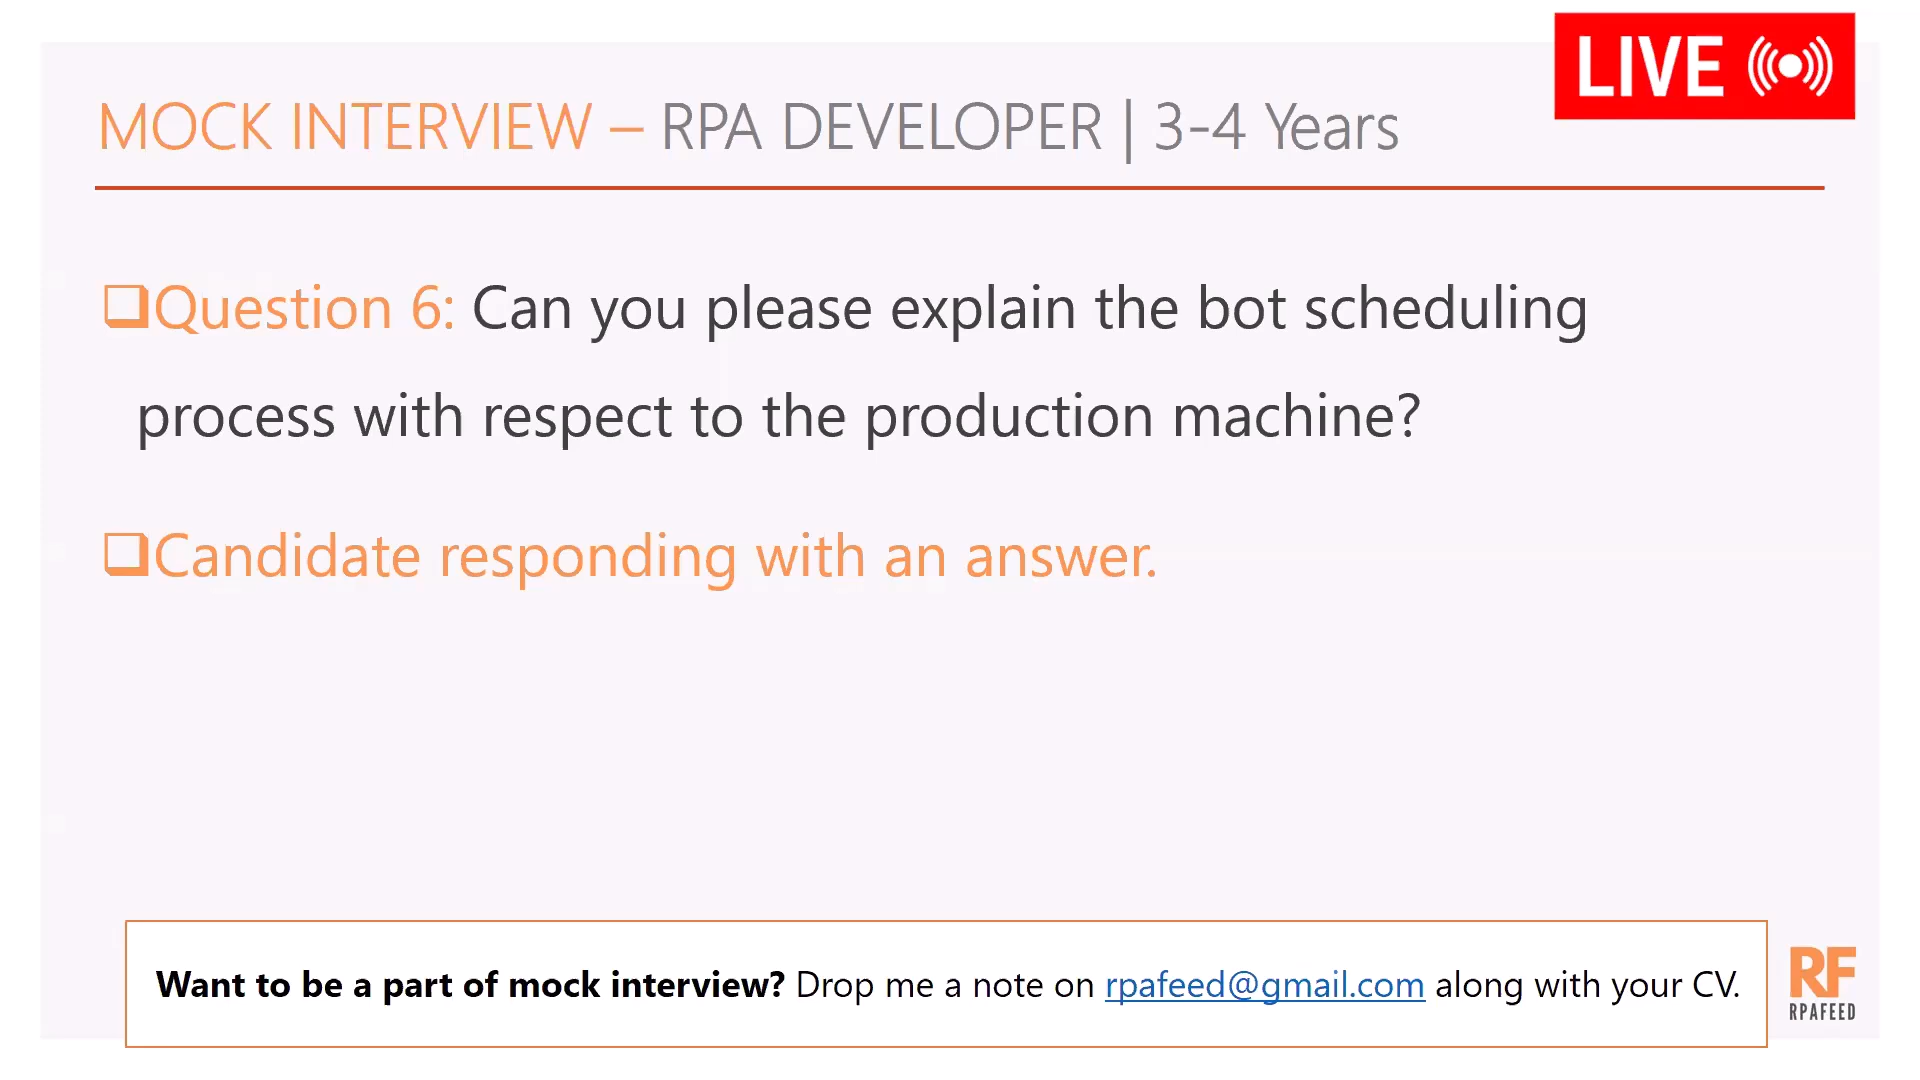 LIVE
MOCK INTERVIEW – RPA DEVELOPER | 3-4 Years
❑Question 6: Can you please explain the bot scheduling
process with respect to the production machine?
❑Candidate responding with an answer.
Want to be a part of mock interview? Drop me a note on rpafeed@gmail.com along with your CV.
RF
RPAFEED